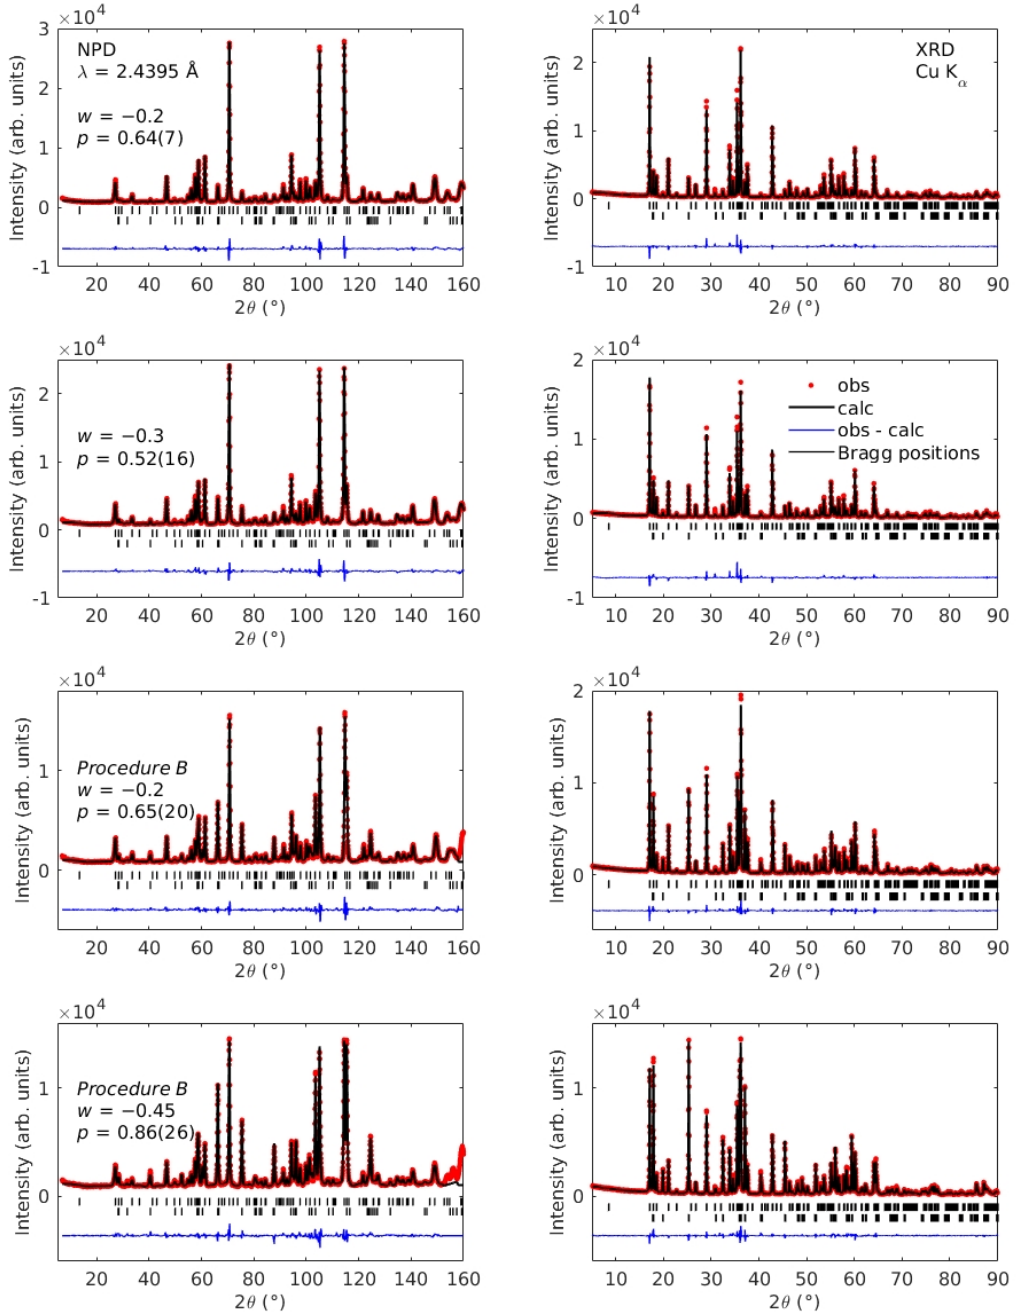 ×10⁴
3
2
1
0
-1
Intensity (arb. units)
NPD
λ = 2.4395 Å
w = −0.2
p = 0.64(7)
20 40 60 80 100 120 140 160
2θ (°)
×10⁴
2
1
0
-1
Intensity (arb. units)
XRD
Cu Kα
10 20 30 40 50 60 70 80 90
2θ (°)
×10⁴
2
1
0
-1
Intensity (arb. units)
w = −0.3
p = 0.52(16)
20 40 60 80 100 120 140 160
2θ (°)
×10⁴
2
1
0
-1
Intensity (arb. units)
obs
calc
obs - calc
Bragg positions
10 20 30 40 50 60 70 80 90
2θ (°)
×10⁴
1
0
Intensity (arb. units)
Procedure B
w = −0.2
p = 0.65(20)
20 40 60 80 100 120 140 160
2θ (°)
×10⁴
2
1
0
Intensity (arb. units)
10 20 30 40 50 60 70 80 90
2θ (°)
×10⁴
1
0
Intensity (arb. units)
Procedure B
w = −0.45
p = 0.86(26)
20 40 60 80 100 120 140 160
2θ (°)
×10⁴
1
0
Intensity (arb. units)
10 20 30 40 50 60 70 80 90
2θ (°)